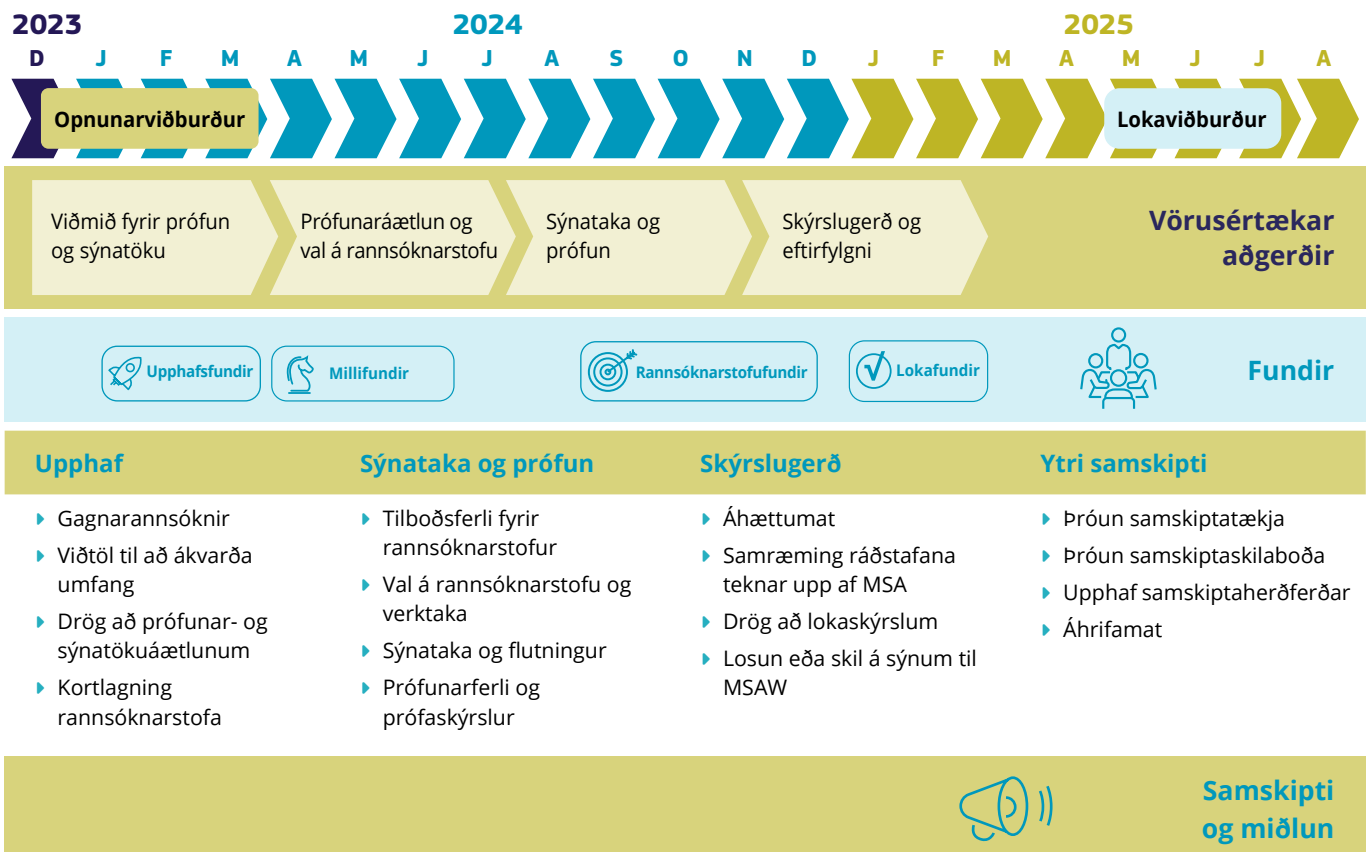 2023 2024 2025
D J F M A M J J A S O N D J F M A M J J A
Opnunarviðburður
Lokaviðburður
Viðmið fyrir prófun
og sýnatöku
Prófunaráætlun og
val á rannsóknarstofu
Sýnataka og
prófun
Skýrslugerð og
eftirfylgni
Vörusértækar
aðgerðir
Upphafsfundir
Millifundir
Rannsóknarstofufundir
Lokafundir
Fundir
Upphaf
Gagnarannsóknir
Viðtöl til að ákvarða
umfang
Drög að prófunar- og
sýnatökuáætlunum
Kortlagning
rannsóknarstofa
Sýnataka og prófun
Tilboðsferli fyrir
rannsóknarstofur
Val á rannsóknarstofu og
verktaka
Sýnataka og flutningur
Prófunarferli og
prófaskýrslur
Skýrslugerð
Áhættumat
Samræming ráðstafana
teknar upp af MSA
Drög að lokaskýrslum
Losun eða skil á sýnum til
MSAW
Ytri samskipti
Þróun samskiptatækja
Þróun samskiptaskilaboða
Upphaf samskiptaherðferðar
Áhrifamat
Samskipti
og miðlun